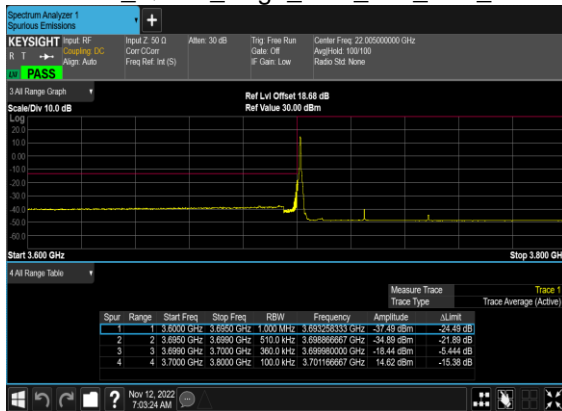 Spectrum Analyzer 1
Spurious Emissions
+
KEYSIGHT Input: RF Input Z: 50 Ω Atten: 30 dB Trig: Free Run Center Freq: 22.005000000 GHz
R T Coupling: DC Corr CCorr Gate: Off Avg|Hold: 100/100
Align: Auto Freq Ref: Int (S) IF Gain: Low Radio Std: None
PASS
3 All Range Graph
Ref Lvl Offset 18.68 dB
Scale/Div 10.0 dB Ref Value 30.00 dBm
Log
20.0
10.0
0.00
-10.0
-20.0
-30.0
-40.0
-50.0
-60.0
Start 3.600 GHz Stop 3.800 GH
4 All Range Table
Measure Trace Trace 1
Trace Type Trace Average (Active)
Spur Range Start Freq Stop Freq RBW Frequency Amplitude ΔLimit
1 1 3.6000 GHz 3.6950 GHz 1.000 MHz 3.693258333 GHz -37.49 dBm -24.49 dB
2 2 3.6950 GHz 3.6990 GHz 510.0 kHz 3.698866667 GHz -34.89 dBm -21.89 dB
3 3 3.6990 GHz 3.7000 GHz 360.0 kHz 3.699980000 GHz -18.44 dBm -5.444 dB
4 4 3.7000 GHz 3.8000 GHz 100.0 kHz 3.701166667 GHz 14.62 dBm -15.38 dB
? Nov 12, 2022
7:03:24 AM